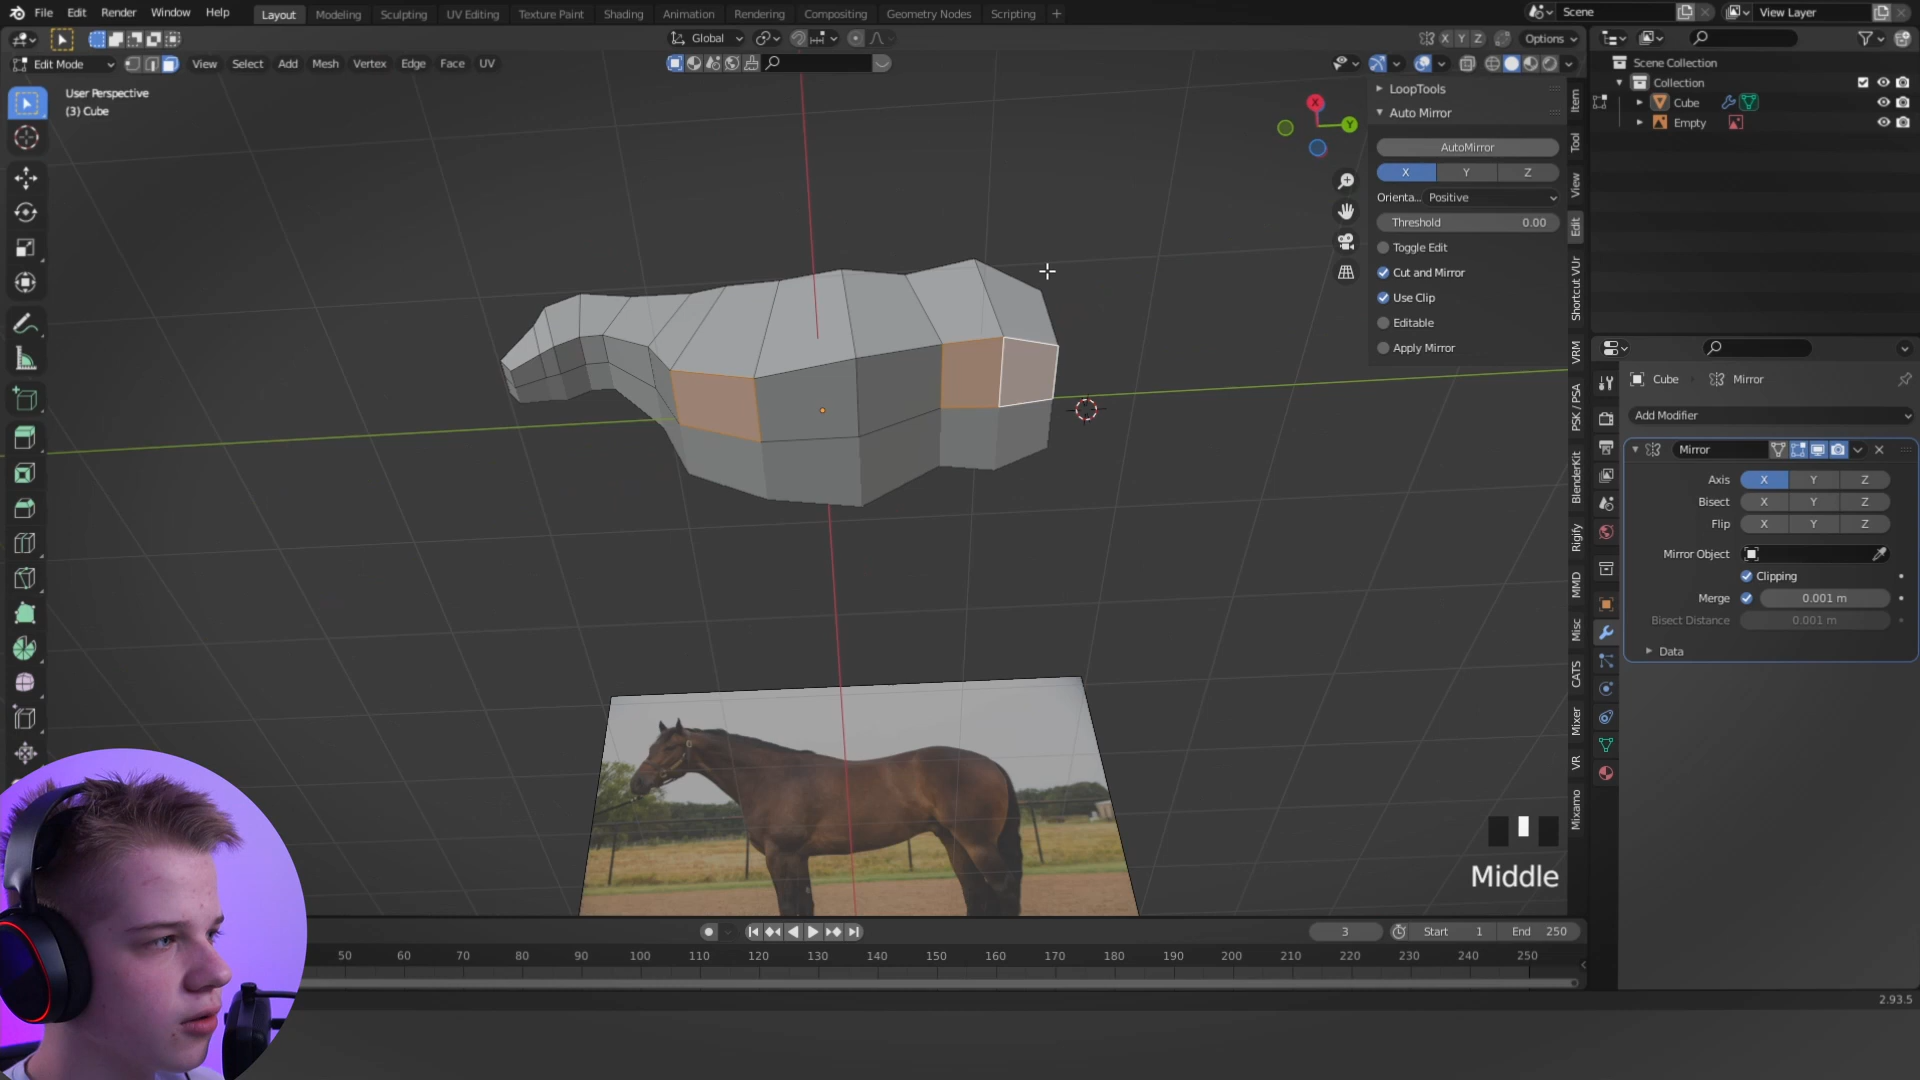 File Edit Render Window Help Layout Modeling Sculpting UV Editing Texture Paint Shading Animation Rendering Compositing Geometry Nodes Scripting + Scene View Layer
Global X Y Z Options
Edit Mode View Select Add Mesh Vertex Edge Face UV
User Perspective
(3) Cube
X
Y
LoopTools
Auto Mirror
AutoMirror
X Y Z
Orienta... Positive
Threshold 0.00
Toggle Edit
Cut and Mirror
Use Clip
Editable
Apply Mirror
Item
Tool
View
Edit
Shortcut VUr
VRM
PSK / PSA
BlenderKit
Rigify
MMD
Misc
CATS
Mixer
VR
Mixamo
Scene Collection
Collection
Cube
Empty
Cube Mirror
Add Modifier
Mirror
Axis X Y Z
Bisect X Y Z
Flip X Y Z
Mirror Object
Clipping
Merge 0.001 m
Bisect Distance 0.001 m
Data
Middle
3 Start 1 End 250
50 60 70 80 90 100 110 120 130 140 150 160 170 180 190 200 210 220 230 240 250
2.93.5